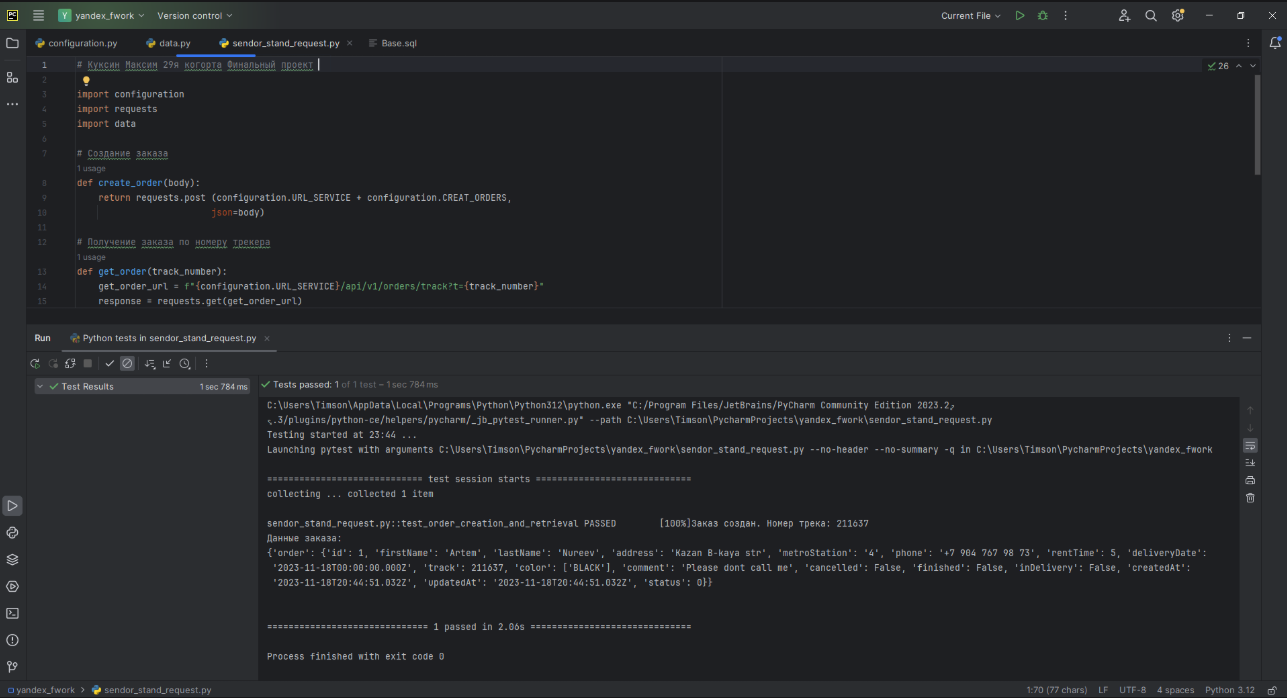 PC Y yandex_fwork Version control Current File
configuration.py data.py sendor_stand_request.py Base.sql
1 # Куксин Максим 29я когорта Финальный проект
26
2
3 import configuration
4 import requests
5 import data
6
7 # Создание заказа
1 usage
8 def create_order(body):
9 return requests.post (configuration.URL_SERVICE + configuration.CREAT_ORDERS,
10 json=body)
11
12 # Получение заказа по номеру трекера
1 usage
13 def get_order(track_number):
14 get_order_url = f"{configuration.URL_SERVICE}/api/v1/orders/track?t={track_number}"
15 response = requests.get(get_order_url)
Run Python tests in sendor_stand_request.py
Test Results 1 sec 784 ms
Tests passed: 1 of 1 test – 1 sec 784 ms
C:\Users\Timson\AppData\Local\Programs\Python\Python312\python.exe "C:/Program Files/JetBrains/PyCharm Community Edition 2023.2
.3/plugins/python-ce/helpers/pycharm/_jb_pytest_runner.py" --path C:\Users\Timson\PycharmProjects\yandex_fwork\sendor_stand_request.py
Testing started at 23:44 ...
Launching pytest with arguments C:\Users\Timson\PycharmProjects\yandex_fwork\sendor_stand_request.py --no-header --no-summary -q in C:\Users\Timson\PycharmProjects\yandex_fwork
============================= test session starts =============================
collecting ... collected 1 item
sendor_stand_request.py::test_order_creation_and_retrieval PASSED [100%]Заказ создан. Номер трека: 211637
Данные заказа:
{'order': {'id': 1, 'firstName': 'Artem', 'lastName': 'Nureev', 'address': 'Kazan B-kaya str', 'metroStation': '4', 'phone': '+7 904 767 98 73', 'rentTime': 5, 'deliveryDate':
'2023-11-18T00:00:00.000Z', 'track': 211637, 'color': ['BLACK'], 'comment': 'Please dont call me', 'cancelled': False, 'finished': False, 'inDelivery': False, 'createdAt':
'2023-11-18T20:44:51.032Z', 'updatedAt': '2023-11-18T20:44:51.032Z', 'status': 0}}
============================== 1 passed in 2.06s ==============================
Process finished with exit code 0
yandex_fwork > sendor_stand_request.py 1:70 (77 chars) LF UTF-8 4 spaces Python 3.12